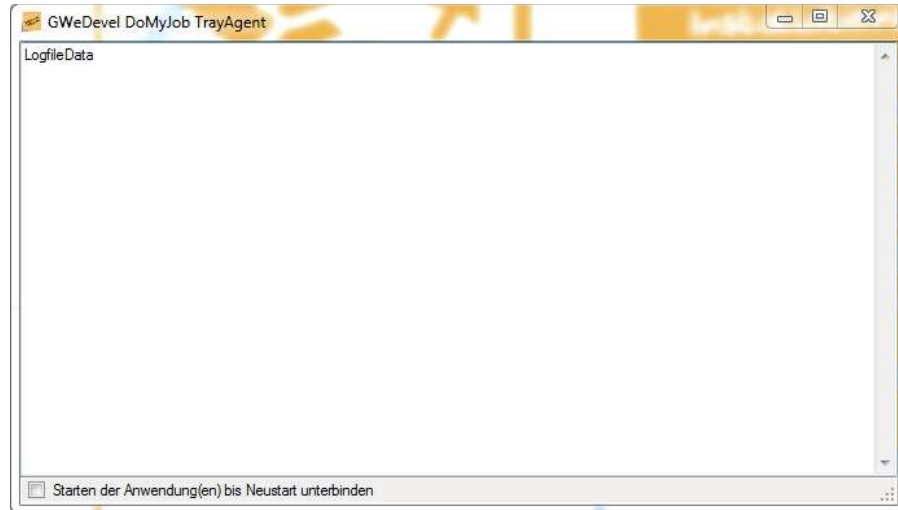 GWeDevel DoMyJob TrayAgent
LogfileData
Starten der Anwendung(en) bis Neustart unterbinden